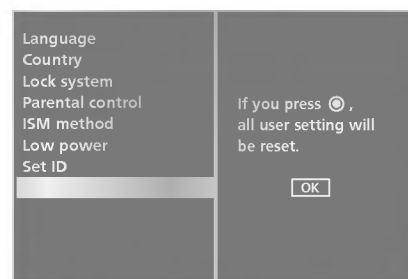 Language
Country
Lock system
Parental control
ISM method
Low power
Set ID
If you press ◉ ,
all user setting will
be reset.
OK